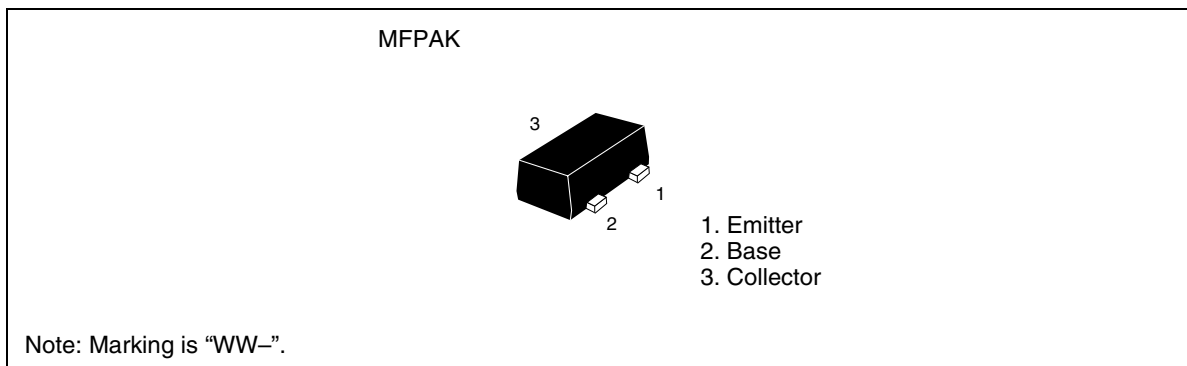 MFPAK
3
1
2
1. Emitter
2. Base
3. Collector
Note: Marking is “WW–”.